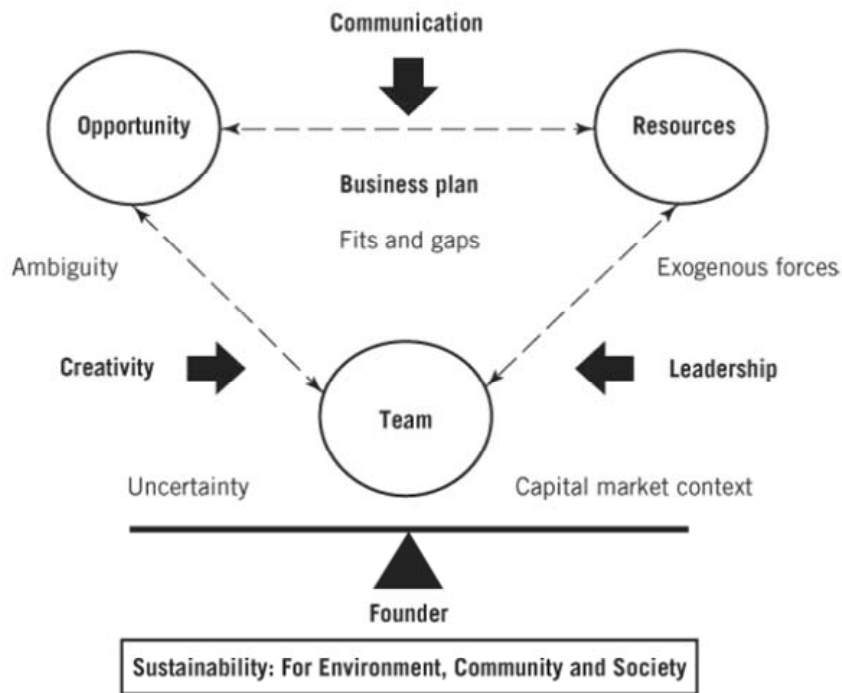 Communication
Opportunity
Resources
Business plan
Fits and gaps
Ambiguity
Exogenous forces
Creativity
Leadership
Team
Uncertainty
Capital market context
Founder
Sustainability: For Environment, Community and Society